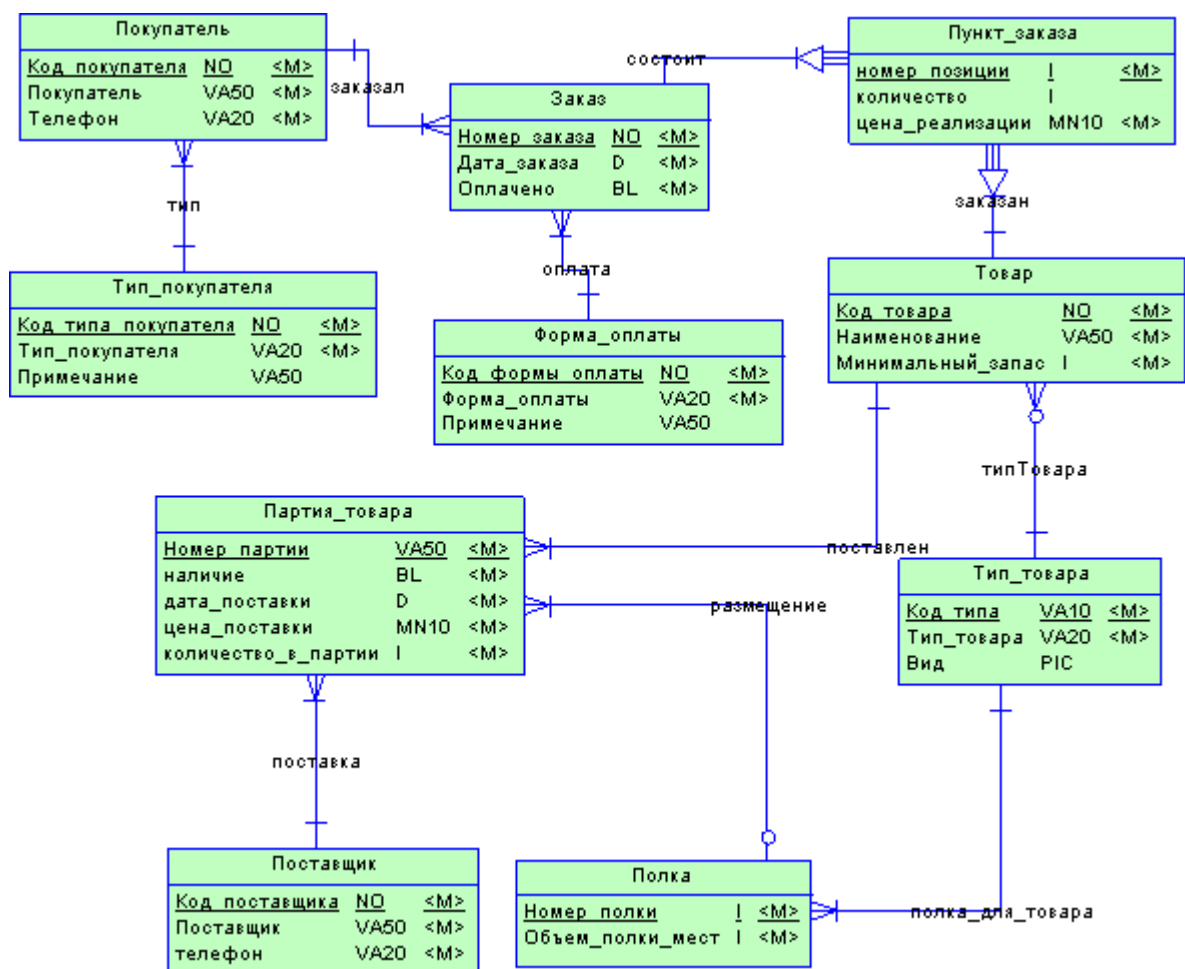 Покупатель
Код_покупателя NO <M>
Покупатель VA50 <M>
Телефон VA20 <M>
заказал
состоит
Пункт_заказа
номер_позиции I <M>
количество I
цена_реализации MN10 <M>
Заказ
Номер_заказа NO <M>
Дата_заказа D <M>
Оплачено BL <M>
тип
оплата
заказан
Тип_покупателя
Код_типа_покупателя NO <M>
Тип_покупателя VA20 <M>
Примечание VA50
Форма_оплаты
Код_формы_оплаты NO <M>
Форма_оплаты VA20 <M>
Примечание VA50
Товар
Код_товара NO <M>
Наименование VA50 <M>
Минимальный_запас I <M>
типТовара
Партия_товара
Номер_партии VA50 <M>
наличие BL <M>
дата_поставки D <M>
цена_поставки MN10 <M>
количество_в_партии I <M>
поставлен
размещение
Тип_товара
Код_типа VA10 <M>
Тип_товара VA20 <M>
Вид PIC
поставка
Поставщик
Код_поставщика NO <M>
Поставщик VA50 <M>
телефон VA20 <M>
Полка
Номер_полки I <M>
Объем_полки_мест I <M>
полка_для_товара